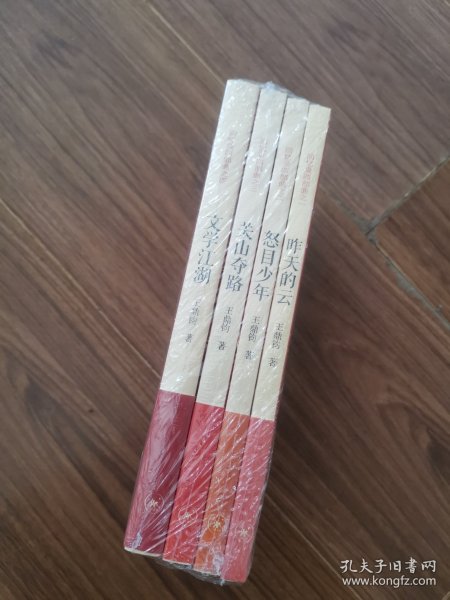 文学江湖
王鼎钧 著
关山夺路
王鼎钧 著
怒目少年
王鼎钧 著
昨天的云
王鼎钧 著
孔夫子旧书网
www.kongfz.com